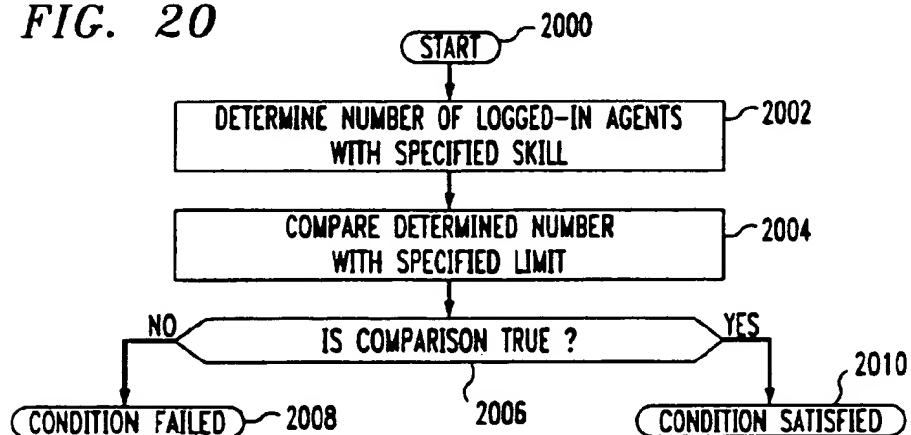 FIG. 20
START
2000
DETERMINE NUMBER OF LOGGED-IN AGENTS
WITH SPECIFIED SKILL
2002
COMPARE DETERMINED NUMBER
WITH SPECIFIED LIMIT
2004
NO
IS COMPARISON TRUE ?
YES
2006
CONDITION FAILED
2008
CONDITION SATISFIED
2010